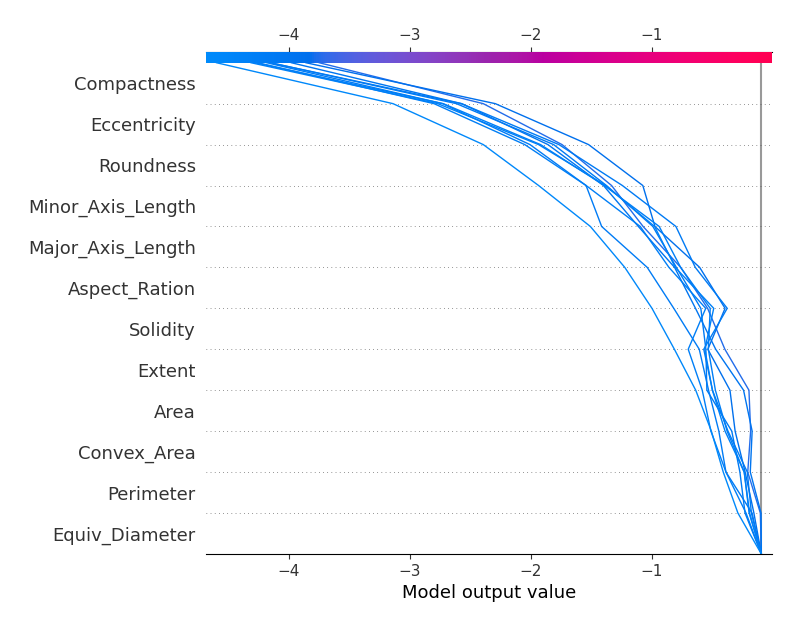 −4 −3 −2 −1
Compactness
Eccentricity
Roundness
Minor_Axis_Length
Major_Axis_Length
Aspect_Ration
Solidity
Extent
Area
Convex_Area
Perimeter
Equiv_Diameter
−4 −3 −2 −1
Model output value